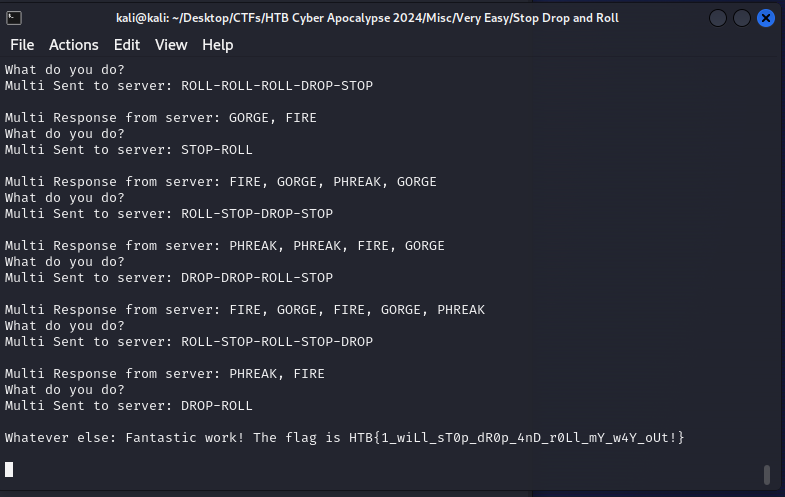 kali@kali: ~/Desktop/CTFs/HTB Cyber Apocalypse 2024/Misc/Very Easy/Stop Drop and Roll
File Actions Edit View Help
What do you do?
Multi Sent to server: ROLL-ROLL-ROLL-DROP-STOP
Multi Response from server: GORGE, FIRE
What do you do?
Multi Sent to server: STOP-ROLL
Multi Response from server: FIRE, GORGE, PHREAK, GORGE
What do you do?
Multi Sent to server: ROLL-STOP-DROP-STOP
Multi Response from server: PHREAK, PHREAK, FIRE, GORGE
What do you do?
Multi Sent to server: DROP-DROP-ROLL-STOP
Multi Response from server: FIRE, GORGE, FIRE, GORGE, PHREAK
What do you do?
Multi Sent to server: ROLL-STOP-ROLL-STOP-DROP
Multi Response from server: PHREAK, FIRE
What do you do?
Multi Sent to server: DROP-ROLL
Whatever else: Fantastic work! The flag is HTB{1_wiLl_sT0p_dR0p_4nD_r0Ll_mY_w4Y_oUt!}